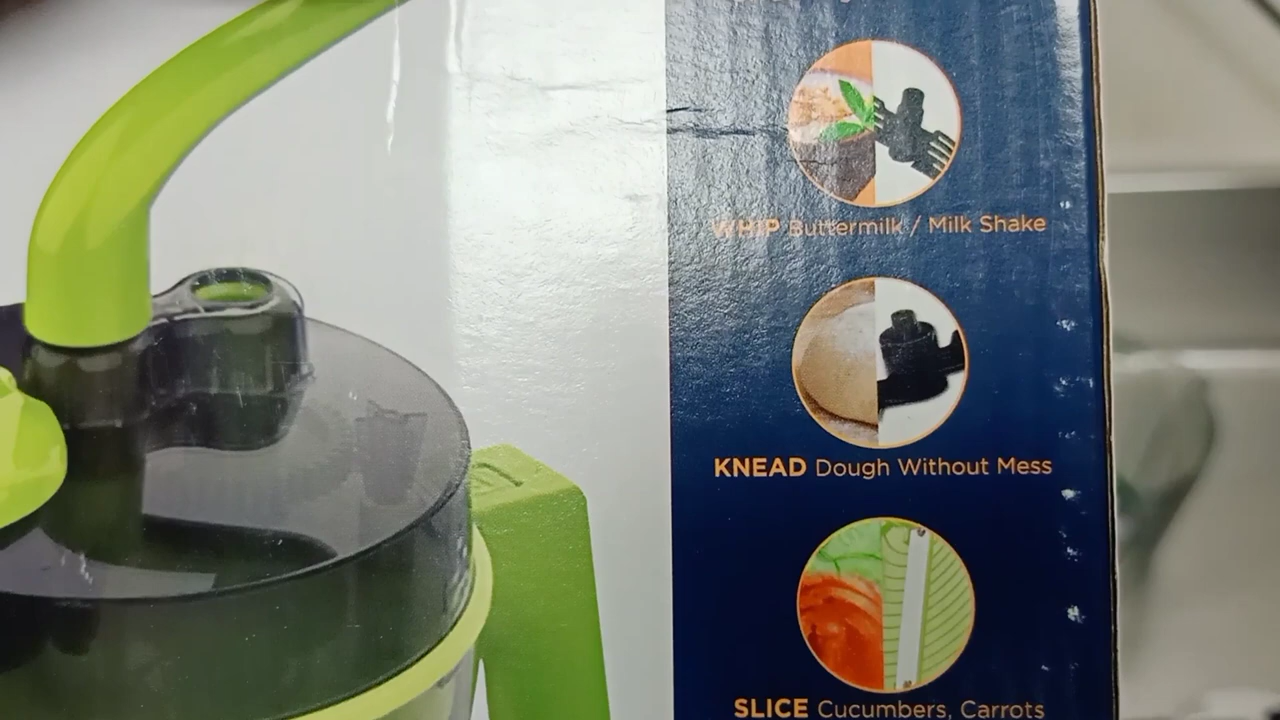 WHIP Buttermilk / Milk Shake
KNEAD Dough Without Mess
SLICE Cucumbers, Carrots